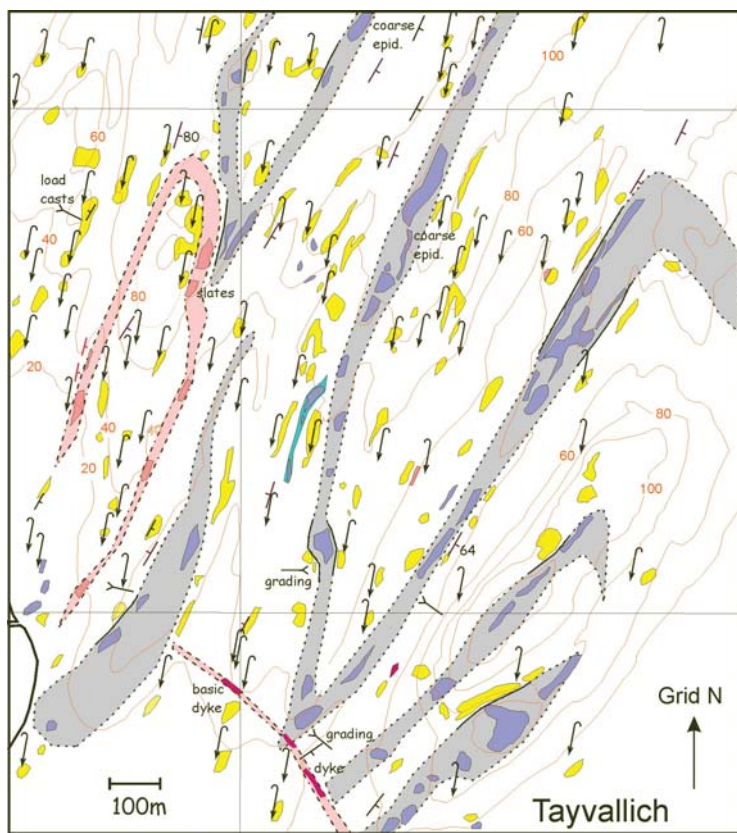 coarse
epid.
100
60
80
load
casts
40
80
60
coarse
epid.
slates
80
20
40
40
20
80
60
100
64
grading
basic
dyke
Grid N
grading
dyke
100m
Tayvallich